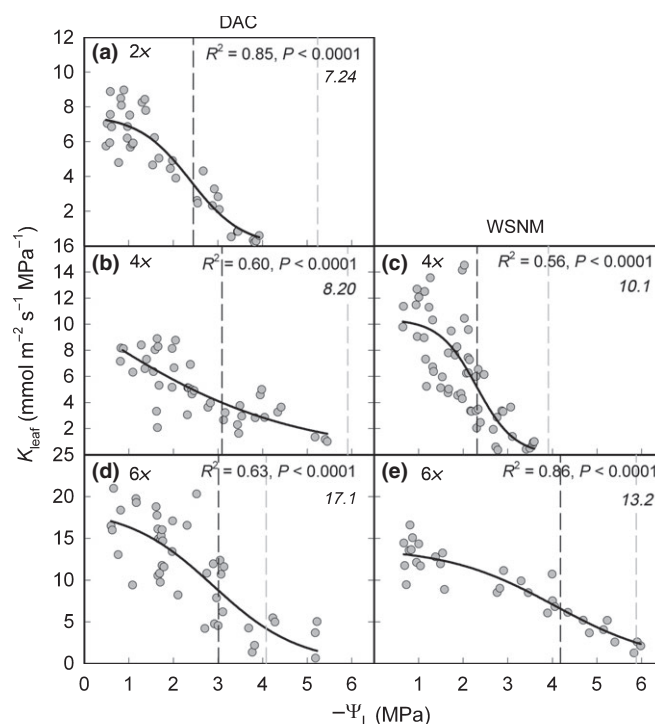 DAC
12
10
8
6
4
2
(a) 2x
R² = 0.85, P < 0.0001
7.24
WSNM
16
14
12
10
8
6
4
2
(b) 4x
R² = 0.60, P < 0.0001
8.20
(c) 4x
R² = 0.56, P < 0.0001
10.1
K_leaf (mmol m⁻² s⁻¹ MPa⁻¹)
25
20
15
10
5
0
(d) 6x
R² = 0.63, P < 0.0001
17.1
(e) 6x
R² = 0.86, P < 0.0001
13.2
0 1 2 3 4 5 6 1 2 3 4 5 6
−Ψ_L (MPa)